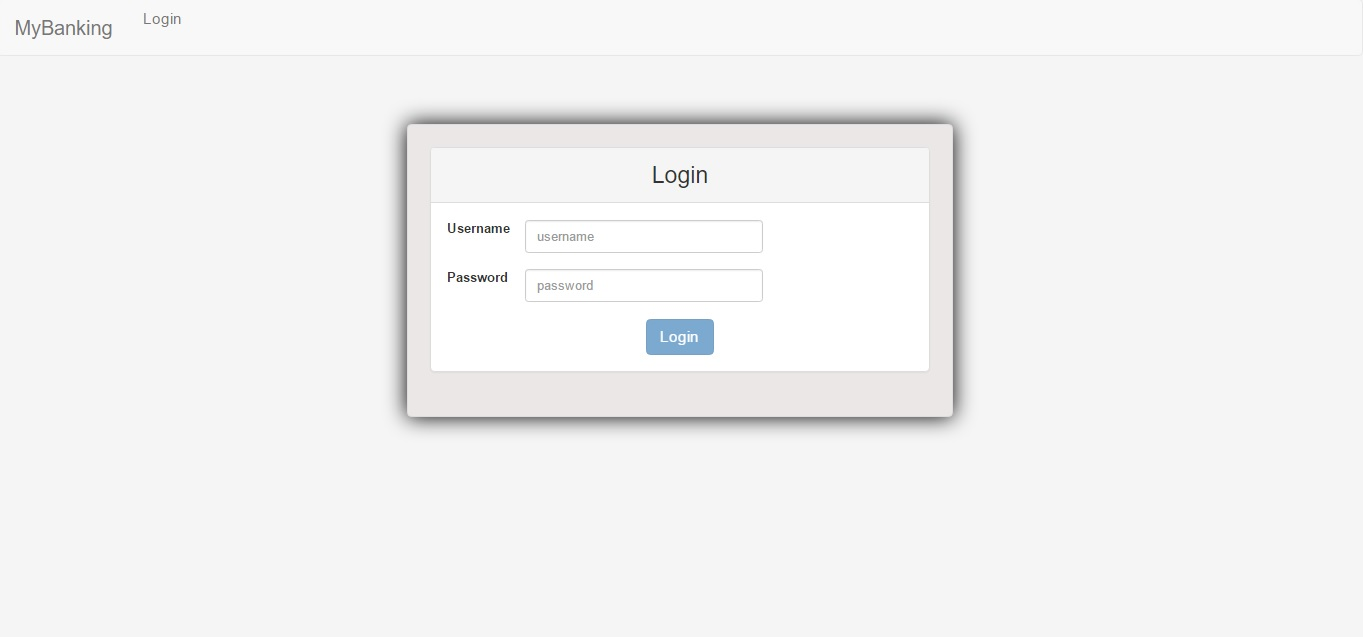 MyBanking
Login
Login
Username
username
Password
password
Login